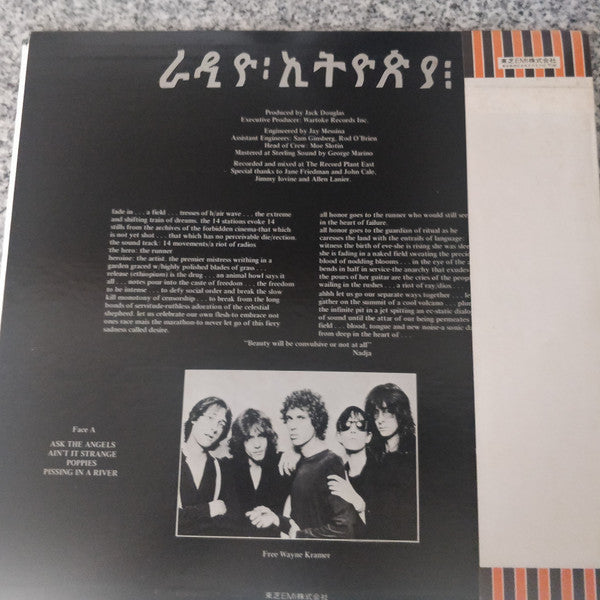 ራዲዮ፡ኢትዮጵያ፡፡
東芝EMI株式会社
Produced by Jack Douglas
Executive Producer: Wartoke Records Inc.
Engineered by Jay Messina
Assistant Engineers: Sam Ginsberg, Rod O'Brien
Head of Crew: Moe Slotin
Mastered at Sterling Sound by George Marino
Recorded and mixed at The Record Plant East
Special thanks to Jane Friedman and John Cale,
Jimmy Iovine and Allen Lanier.
fade in . . . a field . . . tresses of h/air wave . . . the extreme
and shifting train of dreams. the 14 stations evoke 14
stills from the archives of the forbidden cinema-that which
is not yet shot . . . that which has no perceivable die/rection.
the sound track: 14 movements/a riot of radios
the hero: the runner
heroine: the artist. the premier mistress writhing in a
garden graced w/highly polished blades of grass . . .
release (ethiopium) is the drug . . . an animal howl says it
all . . . notes pour into the caste of freedom . . . the freedom
to be intense . . . to defy social order and break the slow
kill monotony of censorship . . . to break from the long
bonds of servitude-ruthless adoration of the celestial
shepherd. let us celebrate our own flesh-to embrace not
ones race mais the marathon-to never let go of this fiery
sadness called desire.
all honor goes to the runner who would still see
in the heart of failure.
all honor goes to the guardian of ritual as he
caresses the land with the entrails of language.
witness the birth of eve-she is rising she was slee
she is fading in a naked field sweating the precio
blood of nodding blooms . . . in the eye of the
bends in half in service-the anarchy that exudes
the pores of her guitar are the cries of the peop
wailing in the rushes . . . a riot of ray/dios
ahhh let us go our separate ways together . . . le
gather on the summit of a cool volcano . . . plu
the infinite pit in a jet spitting an ec-static dialo
of sound until the attar of our being permeates
field . . . blood, tongue and new noise-a sonic da
from deep in the heart of . . .
"Beauty will be convulsive or not at all"
Nadja
Face A
ASK THE ANGELS
AIN'T IT STRANGE
POPPIES
PISSING IN A RIVER
Free Wayne Kramer
東芝EMI株式会社